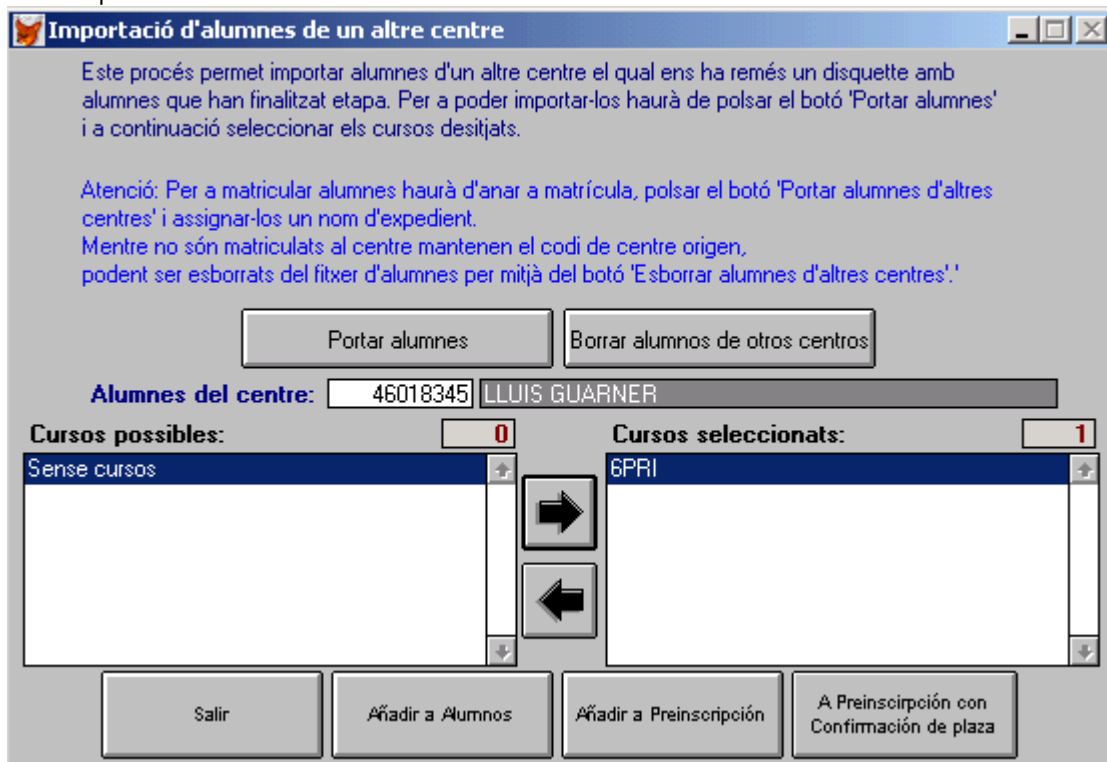 Importació d'alumnes de un altre centre
Este procés permet importar alumnes d'un altre centre el qual ens ha remés un disquette amb
alumnes que han finalitzat etapa. Per a poder importar-los haurà de polsar el botó 'Portar alumnes'
i a continuació seleccionar els cursos desitjats.
Atenció: Per a matricular alumnes haurà d'anar a matrícula, polsar el botó 'Portar alumnes d'altres
centres' i assignar-los un nom d'expedient.
Mentre no són matriculats al centre mantenen el codi de centre origen,
podent ser esborrats del fitxer d'alumnes per mitjà del botó 'Esborrar alumnes d'altres centres'.'
Portar alumnes
Borrar alumnos de otros centros
Alumnes del centre: 46018345 LLUIS GUARNER
Cursos possibles: 0
Cursos seleccionats: 1
Sense cursos
6PRI
Salir
Añadir a Alumnos
Añadir a Preinscripción
A Preinscirpción con
Confirmación de plaza